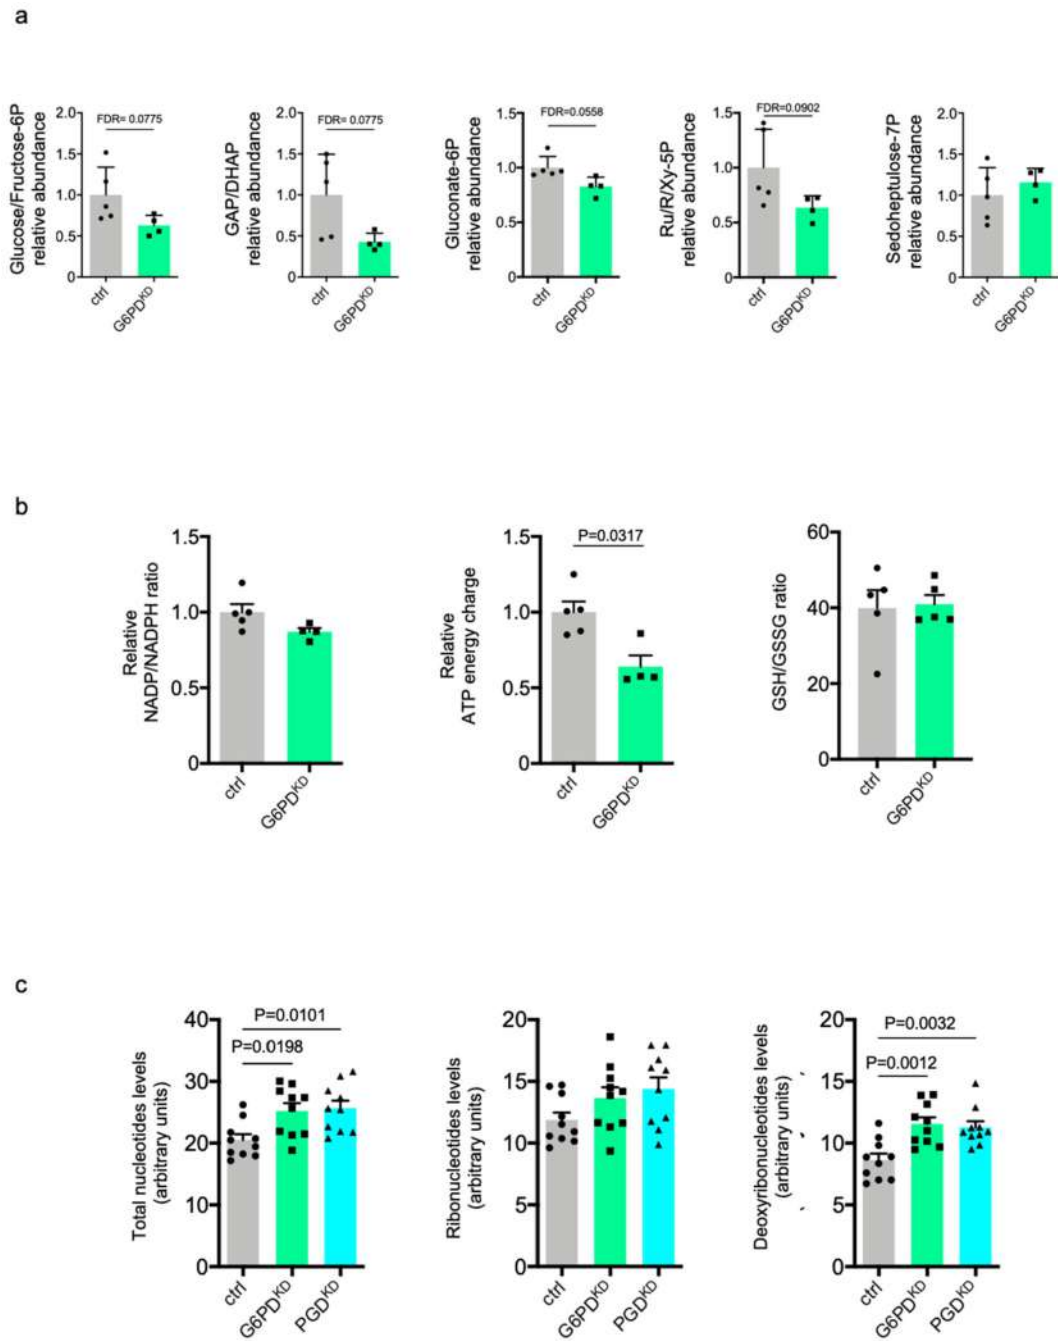 a
Glucose/Fructose-6P
relative abundance
2.0
1.5
1.0
0.5
0
FDR= 0.0775
ctrl
G6PDKD
GAP/DHAP
relative abundance
2.0
1.5
1.0
0.5
0
FDR= 0.0775
ctrl
G6PDKD
Gluconate-6P
relative abundance
1.5
1.0
0.5
0
FDR=0.0558
ctrl
G6PDKD
Ru/R/Xy-5P
relative abundance
1.5
1.0
0.5
0
FDR=0.0902
ctrl
G6PDKD
Sedoheptulose-7P
relative abundance
2.0
1.5
1.0
0.5
0
ctrl
G6PDKD
b
Relative
NADP/NADPH ratio
1.5
1.0
0.5
0
ctrl
G6PDKD
Relative
ATP energy charge
1.5
1.0
0.5
0
P=0.0317
ctrl
G6PDKD
GSH/GSSG ratio
60
40
20
0
ctrl
G6PDKD
c
Total nucleotides levels
(arbitrary units)
40
30
20
10
0
P=0.0101
P=0.0198
ctrl
G6PDKD
PGDKD
Ribonucleotides levels
(arbitrary units)
20
15
10
5
0
ctrl
G6PDKD
PGDKD
Deoxyribonucleotides levels
(arbitrary units)
20
15
10
5
0
P=0.0032
P=0.0012
ctrl
G6PDKD
PGDKD